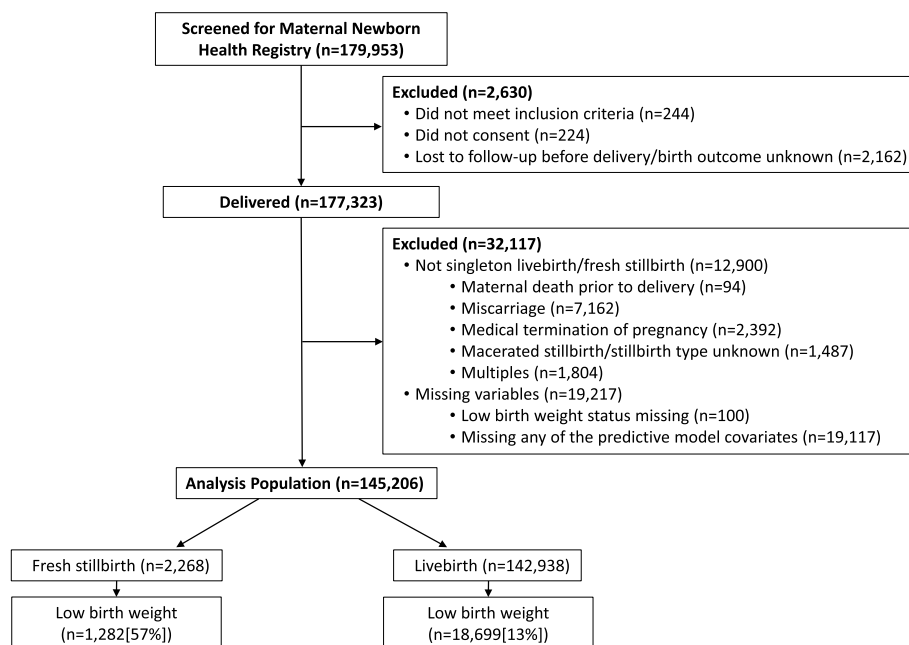 Screened for Maternal Newborn
Health Registry (n=179,953)
Excluded (n=2,630)
• Did not meet inclusion criteria (n=244)
• Did not consent (n=224)
• Lost to follow-up before delivery/birth outcome unknown (n=2,162)
Delivered (n=177,323)
Excluded (n=32,117)
• Not singleton livebirth/fresh stillbirth (n=12,900)
• Maternal death prior to delivery (n=94)
• Miscarriage (n=7,162)
• Medical termination of pregnancy (n=2,392)
• Macerated stillbirth/stillbirth type unknown (n=1,487)
• Multiples (n=1,804)
• Missing variables (n=19,217)
• Low birth weight status missing (n=100)
• Missing any of the predictive model covariates (n=19,117)
Analysis Population (n=145,206)
Fresh stillbirth (n=2,268)
Livebirth (n=142,938)
Low birth weight
(n=1,282[57%])
Low birth weight
(n=18,699[13%])